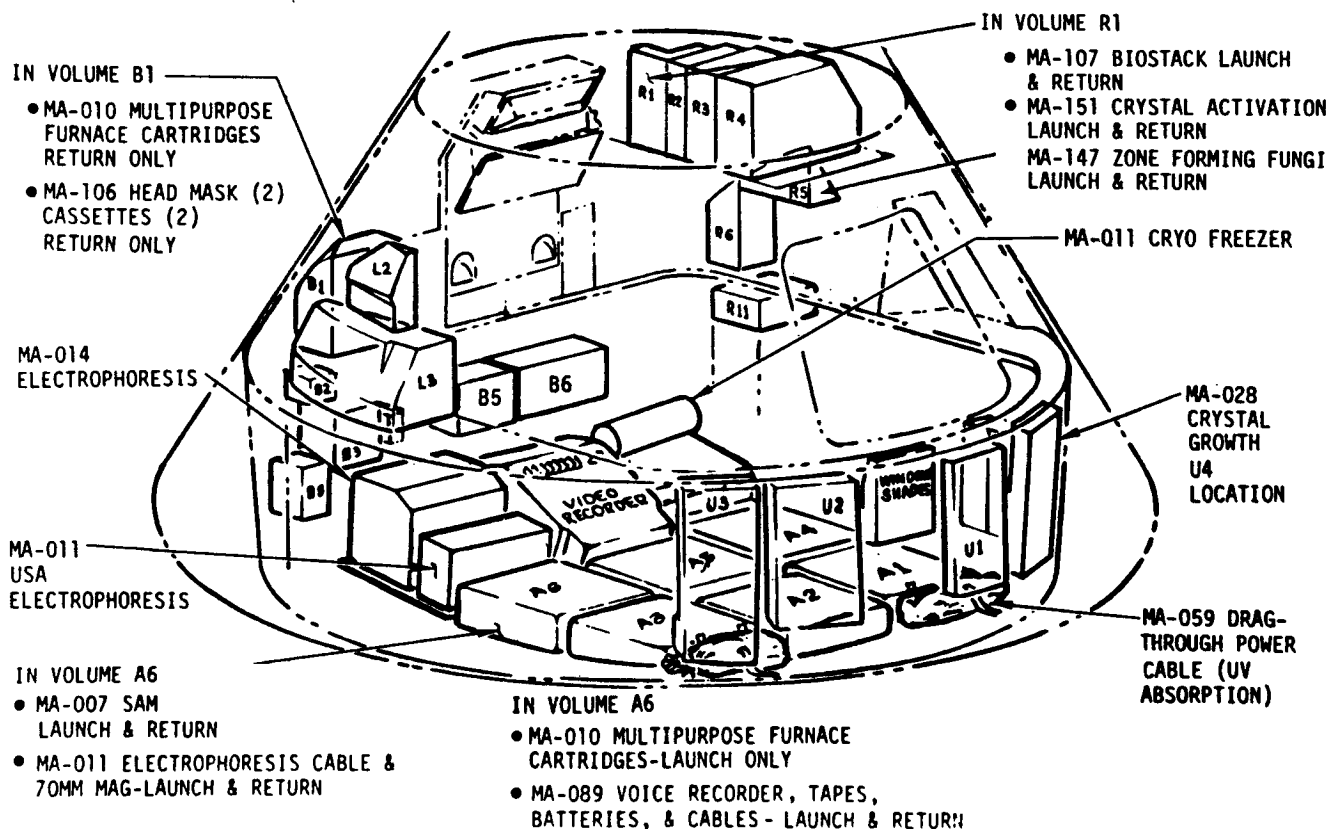 IN VOLUME B1
● MA-010 MULTIPURPOSE
FURNACE CARTRIDGES
RETURN ONLY
● MA-106 HEAD MASK (2)
CASSETTES (2)
RETURN ONLY
IN VOLUME R1
● MA-107 BIOSTACK LAUNCH
& RETURN
● MA-151 CRYSTAL ACTIVATION
LAUNCH & RETURN
MA-147 ZONE FORMING FUNGI
LAUNCH & RETURN
R1
R2
R3
R4
R5
R6
R11
MA-011 CRYO FREEZER
B1
L2
L3
B2
B5
B6
MA-014
ELECTROPHORESIS
MA-028
CRYSTAL
GROWTH
U4
LOCATION
VIDEO
RECORDER
U3
U2
WINDOW
SHADES
U1
A4
A1
A2
A6
A3
MA-011
USA
ELECTROPHORESIS
MA-059 DRAG-
THROUGH POWER
CABLE (UV
ABSORPTION)
IN VOLUME A6
● MA-007 SAM
LAUNCH & RETURN
● MA-011 ELECTROPHORESIS CABLE &
70MM MAG-LAUNCH & RETURN
IN VOLUME A6
● MA-010 MULTIPURPOSE FURNACE
CARTRIDGES-LAUNCH ONLY
● MA-089 VOICE RECORDER, TAPES,
BATTERIES, & CABLES - LAUNCH & RETURN